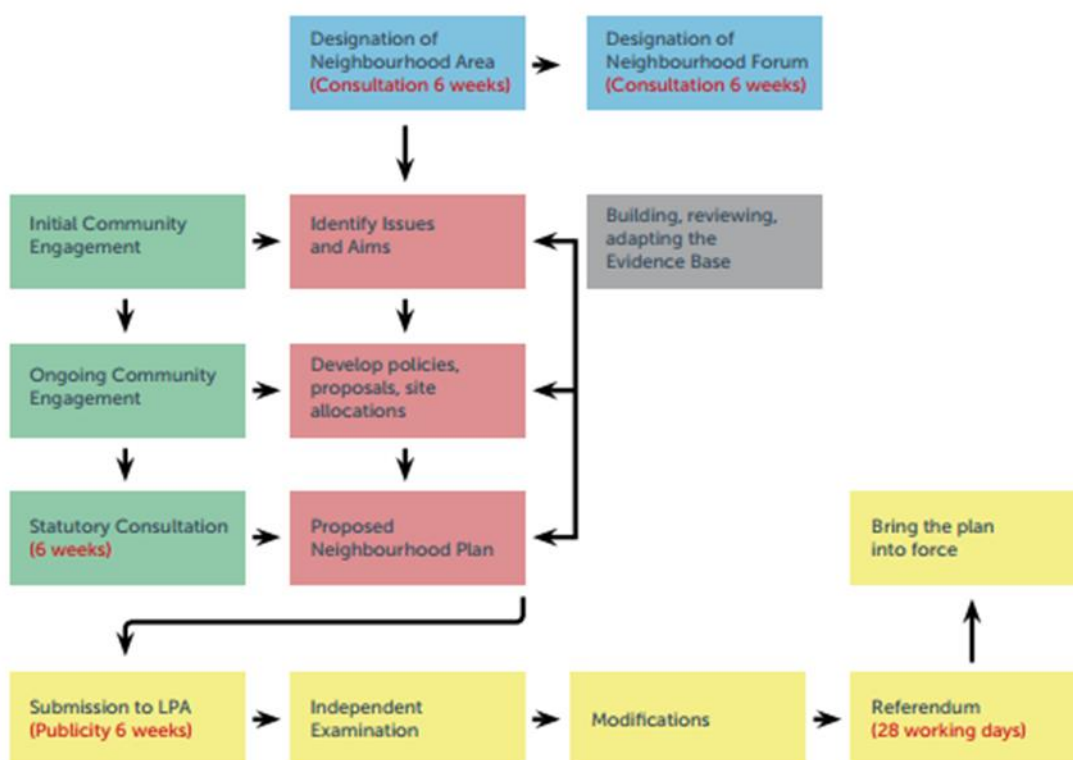 Designation of
Neighbourhood Area
(Consultation 6 weeks)
Designation of
Neighbourhood Forum
(Consultation 6 weeks)
Initial Community
Engagement
Identify Issues
and Aims
Building, reviewing,
adapting the
Evidence Base
Ongoing Community
Engagement
Develop policies,
proposals, site
allocations
Statutory Consultation
(6 weeks)
Proposed
Neighbourhood Plan
Bring the plan
into force
Submission to LPA
(Publicity 6 weeks)
Independent
Examination
Modifications
Referendum
(28 working days)